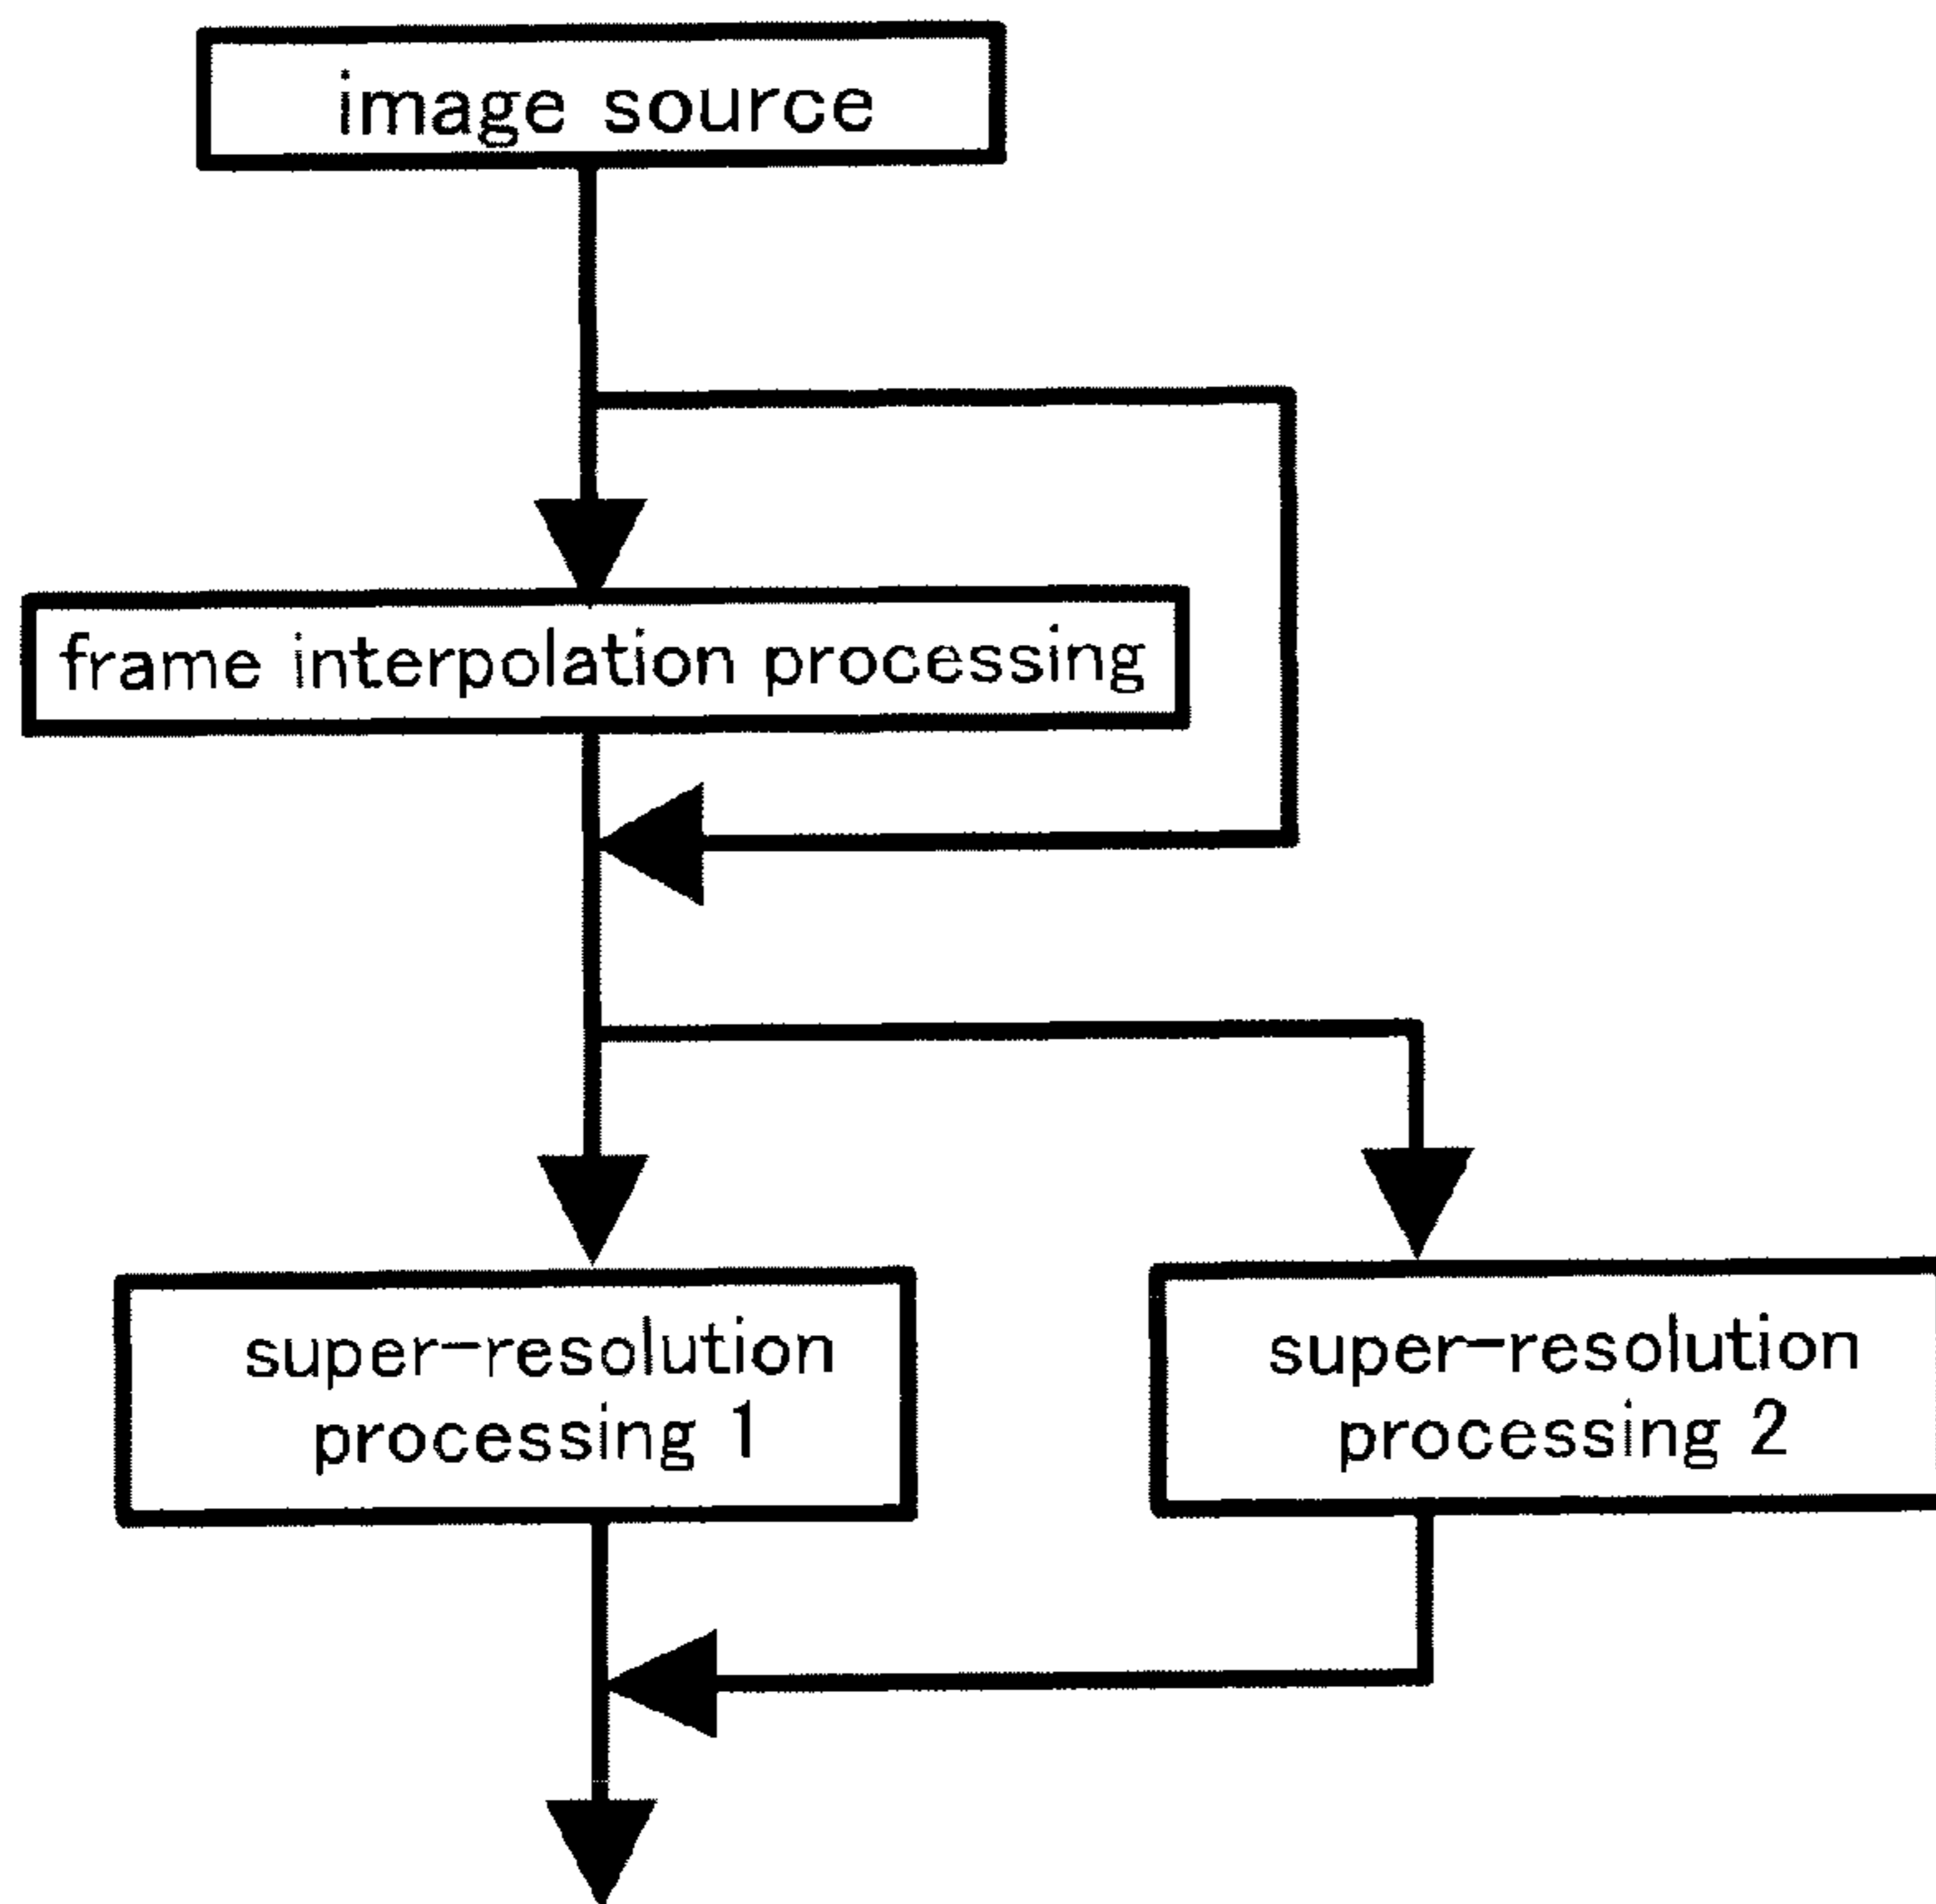 image source
frame interpolation processing
super-resolution
processing 1
super-resolution
processing 2